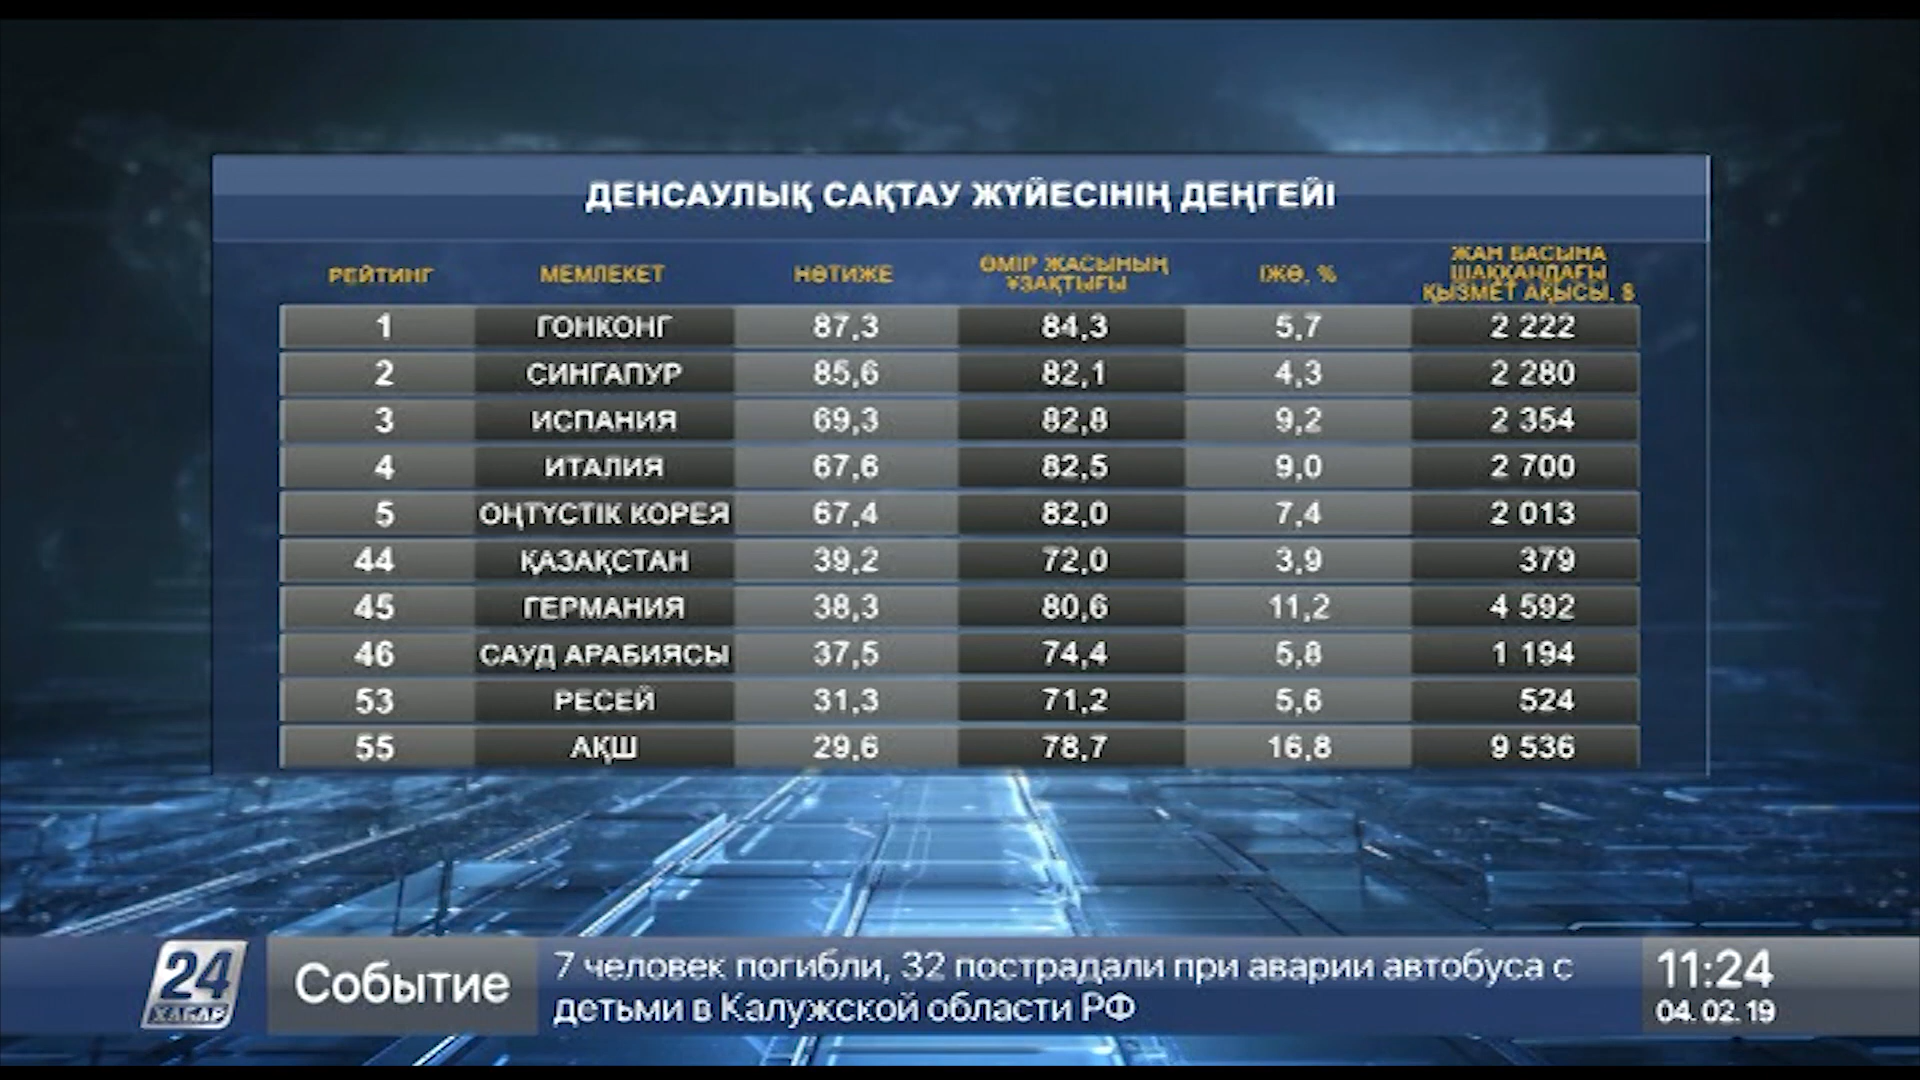 ДЕНСАУЛЫҚ САҚТАУ ЖҮЙЕСІНІҢ ДЕҢГЕЙІ
РЕЙТИНГ МЕМЛЕКЕТ НӘТИЖЕ ӨМІР ЖАСЫНЫҢ ҰЗАҚТЫҒЫ ІЖӨ, % ЖАН БАСЫНА ШАҚҚАНДАҒЫ ҚЫЗМЕТ АҚЫСЫ, $
1 ГОНКОНГ 87,3 84,3 5,7 2 222
2 СИНГАПУР 85,6 82,1 4,3 2 280
3 ИСПАНИЯ 69,3 82,8 9,2 2 354
4 ИТАЛИЯ 67,6 82,5 9,0 2 700
5 ОҢТҮСТІК КОРЕЯ 67,4 82,0 7,4 2 013
44 ҚАЗАҚСТАН 39,2 72,0 3,9 379
45 ГЕРМАНИЯ 38,3 80,6 11,2 4 592
46 САУД АРАБИЯСЫ 37,5 74,4 5,8 1 194
53 РЕСЕЙ 31,3 71,2 5,6 524
55 АҚШ 29,6 78,7 16,8 9 536
24 ХАБАР
Событие
7 человек погибли, 32 пострадали при аварии автобуса с
детьми в Калужской области РФ
11:24
04. 02. 19